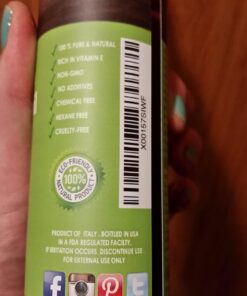 100% PURE & NATURAL
RICH IN VITAMIN E
NON-GMO
NO ADDITIVES
CHEMICAL FREE
HEXANE FREE
CRUELTY-FREE
X00157SIWF
ECO-FRIENDLY
100%
NATURAL PRODUCT
PRODUCT OF ITALY. BOTTLED IN USA
IN A FDA REGULATED FACILITY.
IF IRRITATION OCCURS, DISCONTINUE USE
FOR EXTERNAL USE ONLY